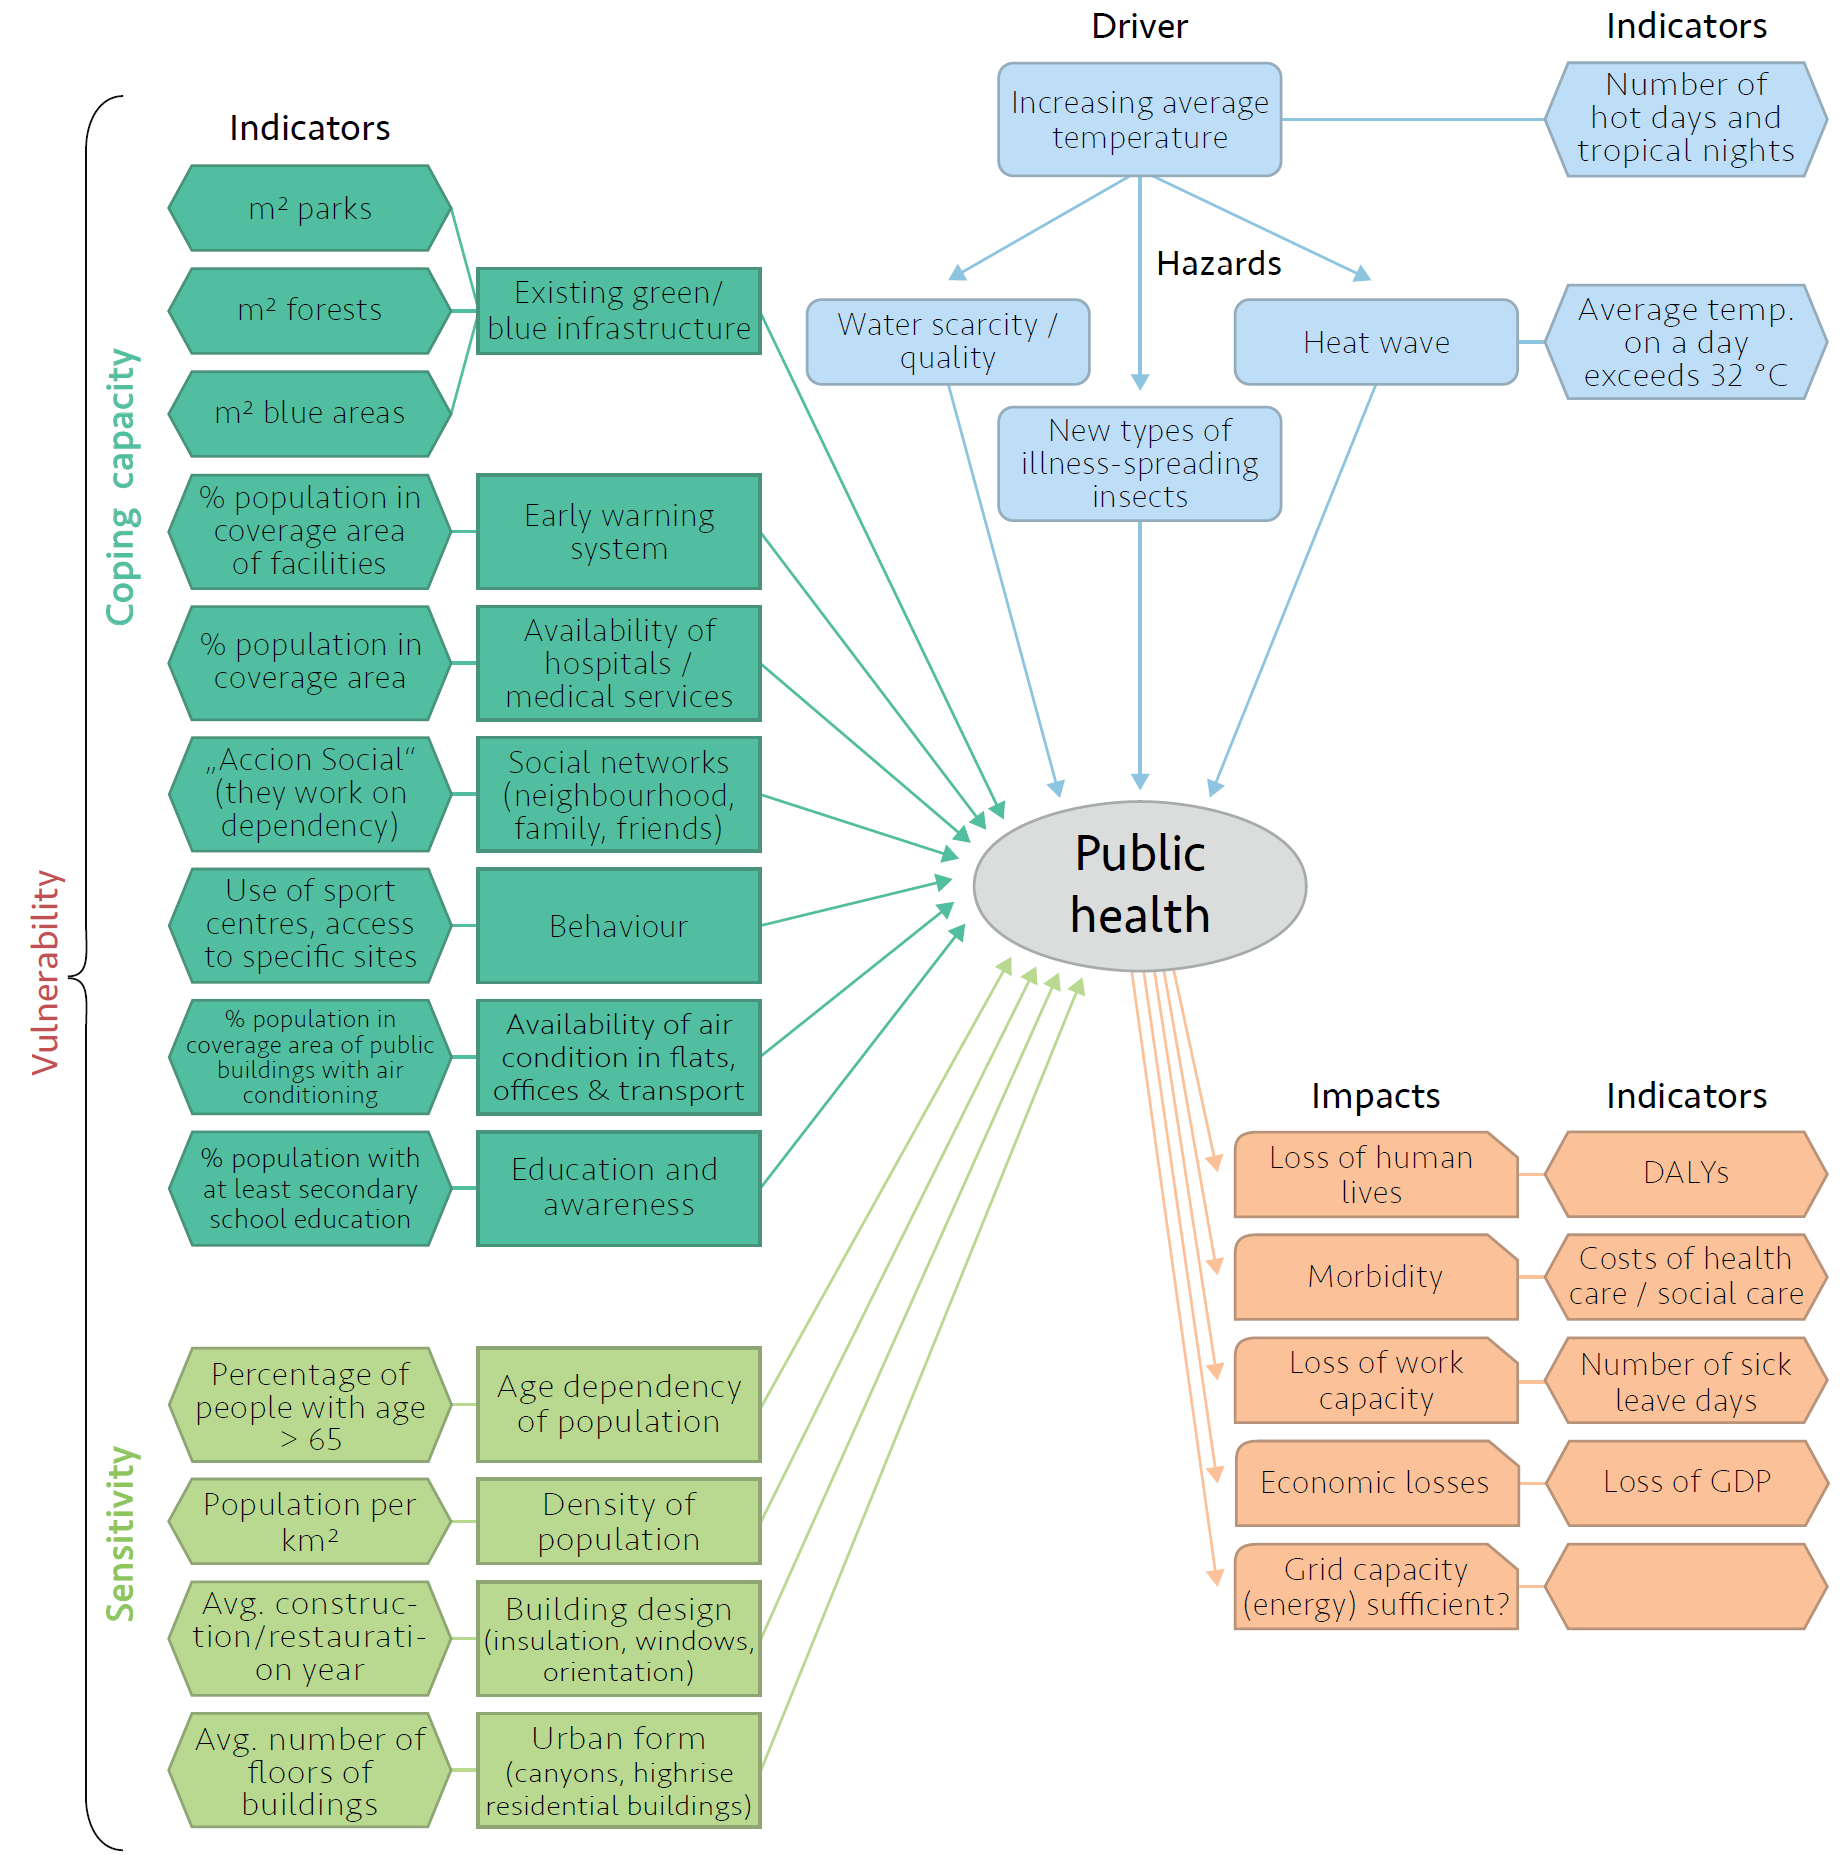 Driver
Indicators
Increasing average
temperature
Number of
hot days and
tropical nights
Hazards
Water scarcity /
quality
Heat wave
Average temp.
on a day
exceeds 32 °C
New types of
illness-spreading
insects
Vulnerability
Coping capacity
Indicators
m² parks
m² forests
m² blue areas
Existing green/
blue infrastructure
% population in
coverage area
of facilities
Early warning
system
% population in
coverage area
Availability of
hospitals /
medical services
„Accion Social“
(they work on
dependency)
Social networks
(neighbourhood,
family, friends)
Use of sport
centres, access
to specific sites
Behaviour
% population in
coverage area of public
buildings with air
conditioning
Availability of air
condition in flats,
offices & transport
% population with
at least secondary
school education
Education and
awareness
Sensitivity
Percentage of
people with age
> 65
Age dependency
of population
Population per
km²
Density of
population
Avg. construc-
tion/restaurati-
on year
Building design
(insulation, windows,
orientation)
Avg. number of
floors of
buildings
Urban form
(canyons, highrise
residential buildings)
Public
health
Impacts
Indicators
Loss of human
lives
DALYs
Morbidity
Costs of health
care / social care
Loss of work
capacity
Number of sick
leave days
Economic losses
Loss of GDP
Grid capacity
(energy) sufficient?